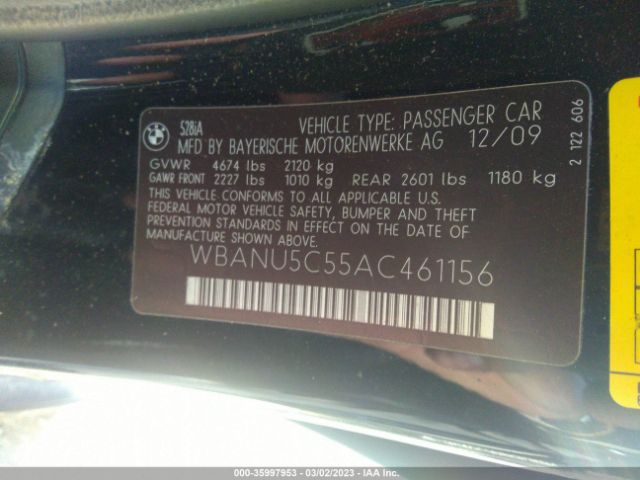 BMW
528iA
VEHICLE TYPE: PASSENGER CAR
MFD BY BAYERISCHE MOTORENWERKE AG 12/09
GVWR 4674 lbs 2120 kg
GAWR FRONT 2227 lbs 1010 kg REAR 2601 lbs 1180 kg
THIS VEHICLE CONFORMS TO ALL APPLICABLE U.S.
FEDERAL MOTOR VEHICLE SAFETY, BUMPER AND THEFT
PREVENTION STANDARDS IN EFFECT ON THE DATE OF
MANUFACTURE SHOWN ABOVE.
WBANU5C55AC461156
2 122 606
000-35997953 - 03/02/2023 - IAA Inc.